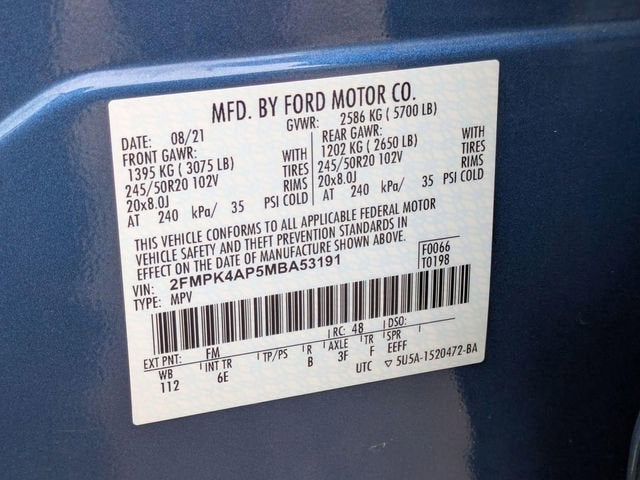 MFD. BY FORD MOTOR CO.
DATE: 08/21 GVWR: 2586 KG ( 5700 LB)
FRONT GAWR: REAR GAWR:
1395 KG ( 3075 LB) WITH 1202 KG ( 2650 LB) WITH
245/50R20 102V TIRES 245/50R20 102V TIRES
20x8.0J RIMS 20x8.0J RIMS
AT 240 kPa/ 35 PSI COLD AT 240 kPa/ 35 PSI COLD
THIS VEHICLE CONFORMS TO ALL APPLICABLE FEDERAL MOTOR
VEHICLE SAFETY AND THEFT PREVENTION STANDARDS IN
EFFECT ON THE DATE OF MANUFACTURE SHOWN ABOVE.
VIN: 2FMPK4AP5MBA53191 F0066
TYPE: MPV T0198
EXT PNT: FM RC: 48 DSO:
WB INT TR TP/PS R AXLE TR SPR
112 6E B 3F F EEFF
UTC ▽ 5U5A-1520472-BA